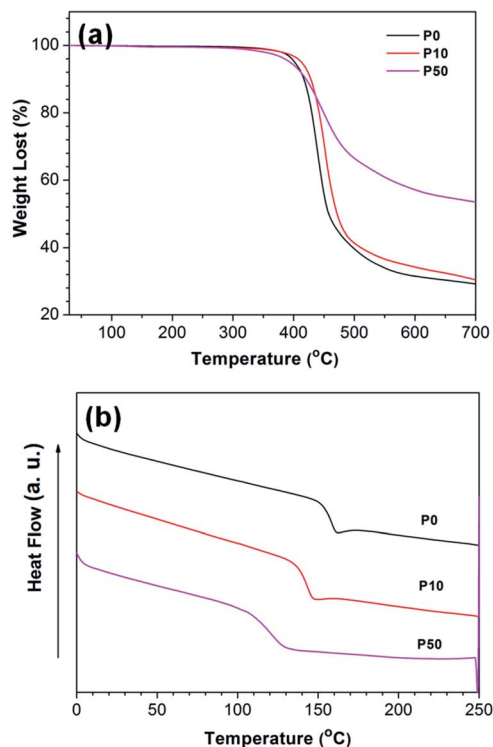 (a)
P0
P10
P50
Weight Lost (%)
100
80
60
40
20
100 200 300 400 500 600 700
Temperature (°C)
(b)
Heat Flow (a. u.)
P0
P10
P50
0 50 100 150 200 250
Temperature (°C)